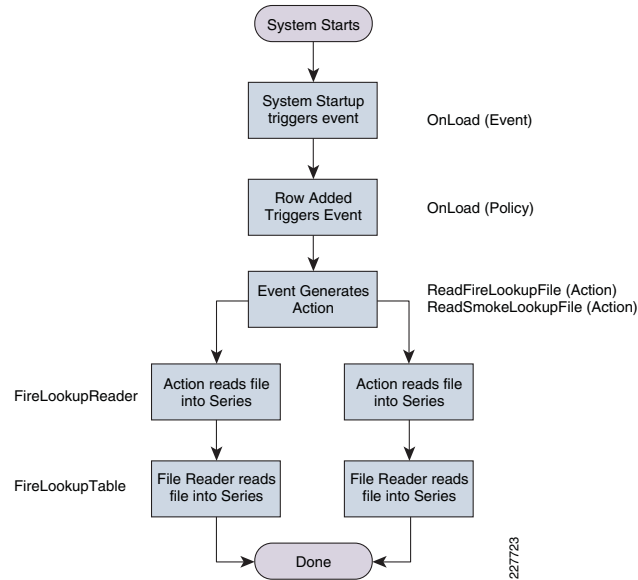 System Starts
System Startup
triggers event
OnLoad (Event)
Row Added
Triggers Event
OnLoad (Policy)
Event Generates
Action
ReadFireLookupFile (Action)
ReadSmokeLookupFile (Action)
FireLookupReader
Action reads file
into Series
Action reads file
into Series
FireLookupTable
File Reader reads
file into Series
File Reader reads
file into Series
Done
227723